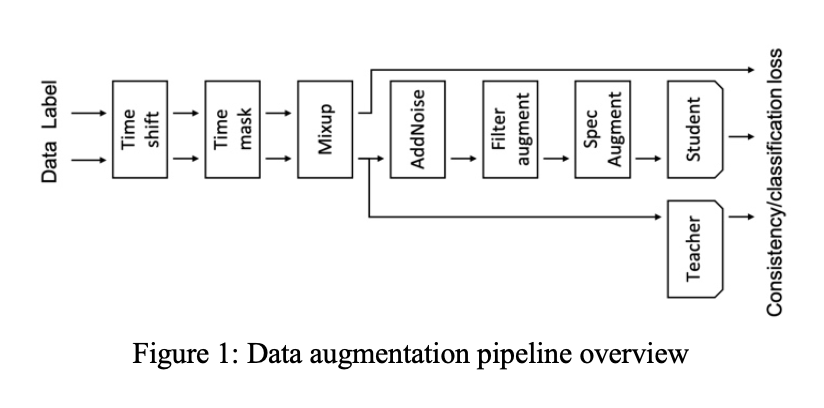 Data Label
Time
shift
Time
mask
Mixup
AddNoise
Filter
augment
Spec
Augment
Student
Teacher
Consistency/classification loss
Figure 1: Data augmentation pipeline overview